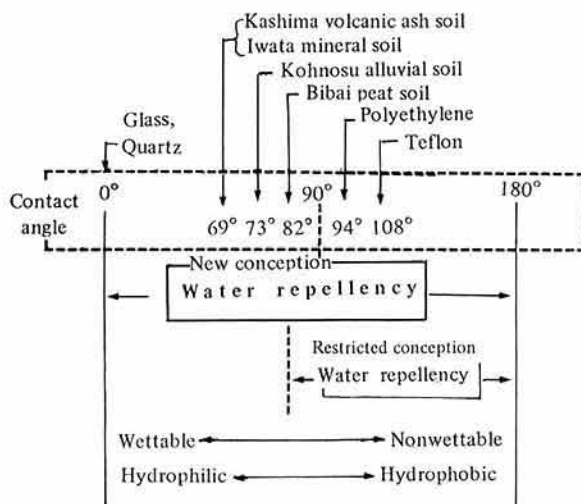 Kashima volcanic ash soil
Iwata mineral soil
Kohnosu alluvial soil
Bibai peat soil
Polyethylene
Glass,
Quartz
Teflon
0° 90° 180°
Contact
angle
69° 73° 82° 94° 108°
New conception
Water repellency
Restricted conception
Water repellency
Wettable Nonwettable
Hydrophilic Hydrophobic